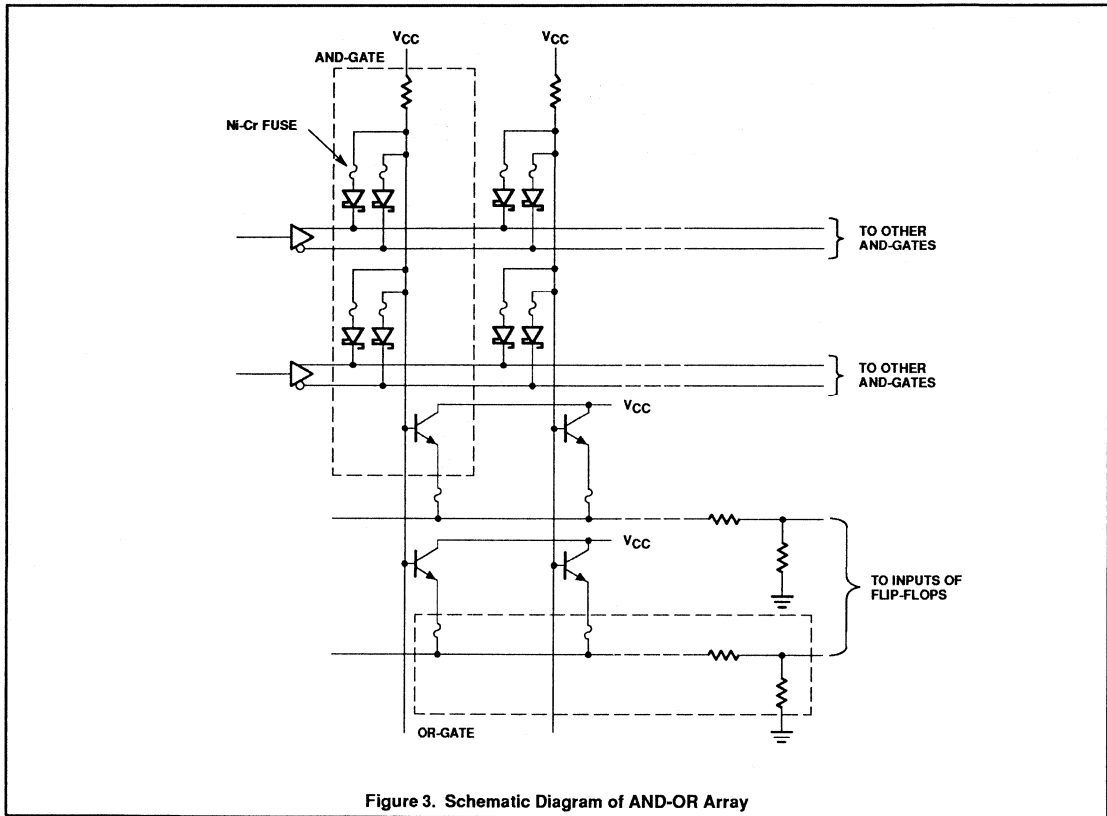 VCC
VCC
AND-GATE
Ni-Cr FUSE
TO OTHER
AND-GATES
TO OTHER
AND-GATES
VCC
VCC
TO INPUTS OF
FLIP-FLOPS
OR-GATE
Figure 3. Schematic Diagram of AND-OR Array